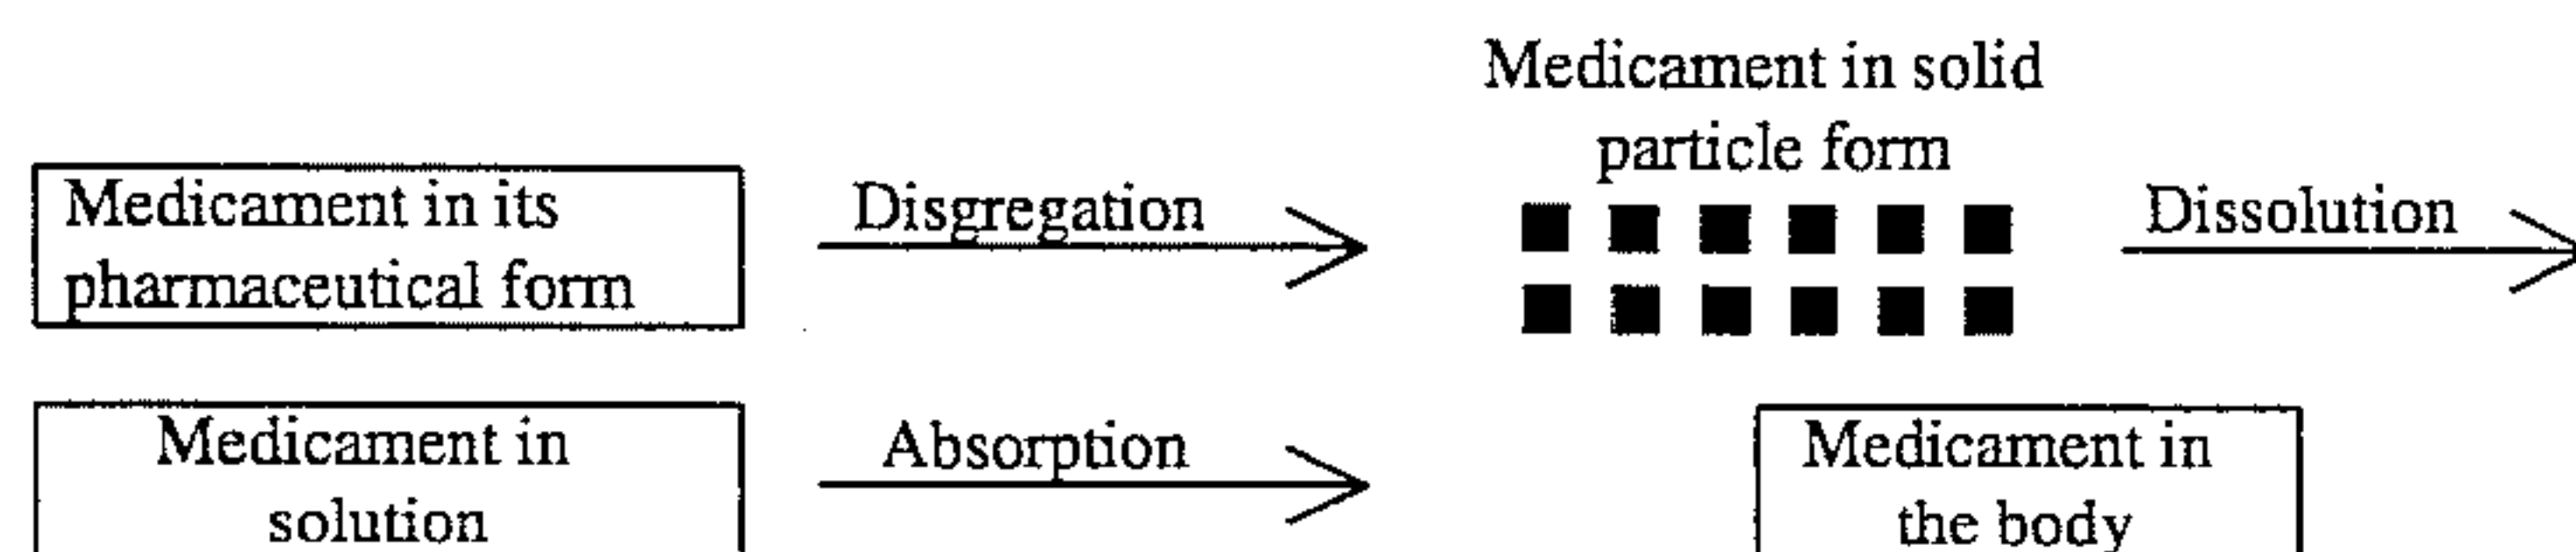 Medicament in its
pharmaceutical form
Disgregation
Medicament in solid
particle form
Dissolution
Medicament in
solution
Absorption
Medicament in
the body